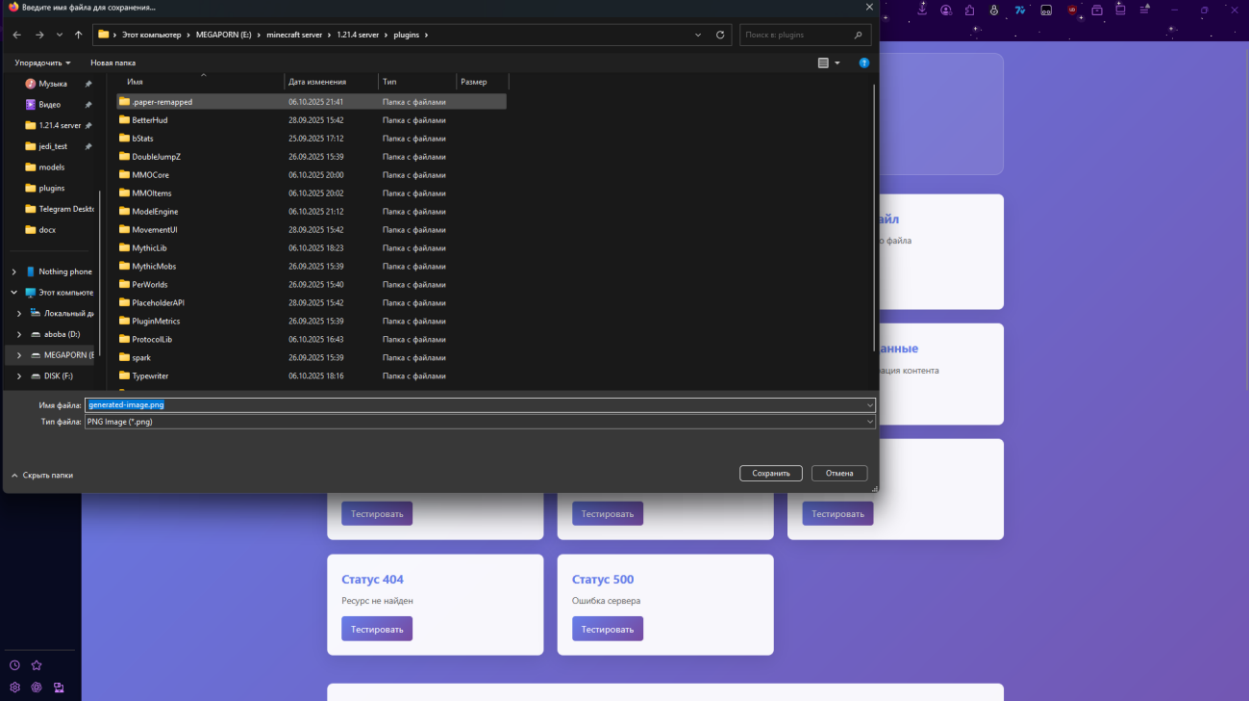 Введите имя файла для сохранения...
Этот компьютер > MEGAPORN (E:) > minecraft server > 1.21.4 server > plugins >
Поиск в: plugins
Упорядочить
Новая папка
Музыка
Видео
1.21.4 server
jedi_test
models
plugins
Telegram Deskto
docx
Nothing phone
Этот компьюте
Локальный ди
aboba (D:)
MEGAPORN (E
DISK (F:)
Имя Дата изменения Тип Размер
.paper-remapped 06.10.2025 21:41 Папка с файлами
BetterHud 28.09.2025 15:42 Папка с файлами
bStats 25.09.2025 17:12 Папка с файлами
DoubleJumpZ 26.09.2025 15:39 Папка с файлами
MMOCore 06.10.2025 20:00 Папка с файлами
MMOItems 06.10.2025 20:02 Папка с файлами
ModelEngine 06.10.2025 21:12 Папка с файлами
MovementUI 28.09.2025 15:42 Папка с файлами
MythicLib 06.10.2025 18:23 Папка с файлами
MythicMobs 26.09.2025 15:39 Папка с файлами
PerWorlds 26.09.2025 15:40 Папка с файлами
PlaceholderAPI 28.09.2025 15:42 Папка с файлами
PluginMetrics 26.09.2025 15:39 Папка с файлами
ProtocolLib 06.10.2025 16:43 Папка с файлами
spark 26.09.2025 15:39 Папка с файлами
Typewriter 06.10.2025 18:16 Папка с файлами
Имя файла: generated-image.png
Тип файла: PNG Image (*.png)
Скрыть папки
Сохранить
Отмена
айл
о файла
анные
ация контента
Тестировать
Тестировать
Тестировать
Статус 404
Ресурс не найден
Тестировать
Статус 500
Ошибка сервера
Тестировать